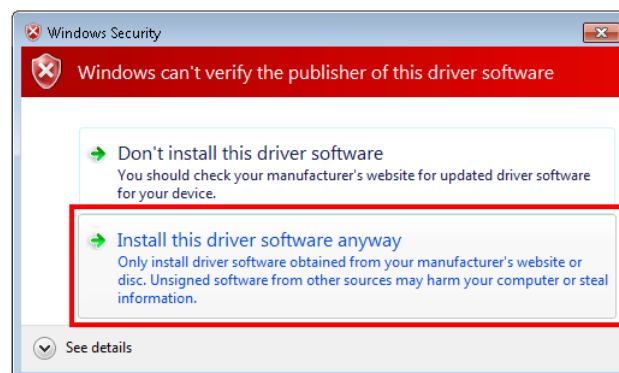 Windows Security
Windows can't verify the publisher of this driver software
Don't install this driver software
You should check your manufacturer's website for updated driver software
for your device.
Install this driver software anyway
Only install driver software obtained from your manufacturer's website or
disc. Unsigned software from other sources may harm your computer or steal
information.
See details